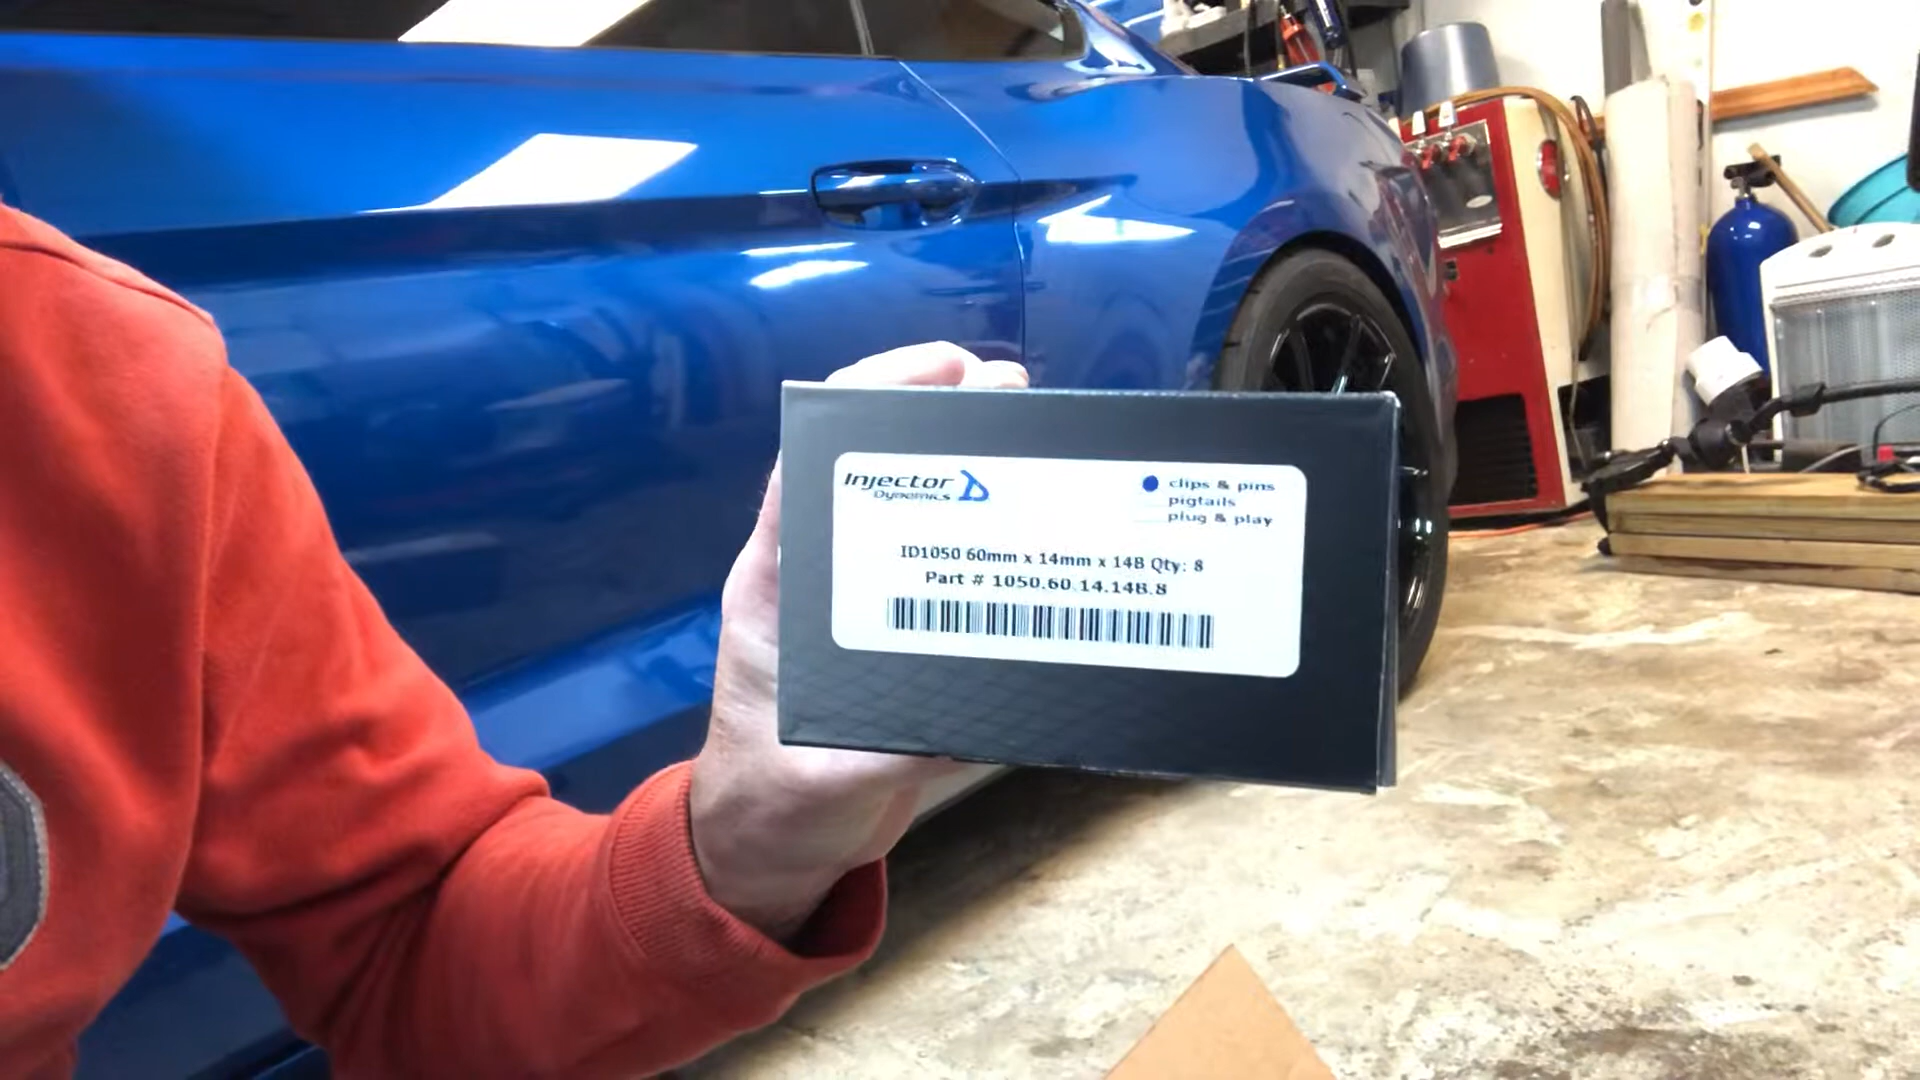 Injector D
Dynamics
clips & pins
pigtails
plug & play
ID1050 60mm x 14mm x 14B Qty: 8
Part # 1050.60.14.14B.8